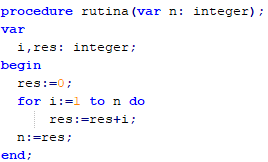 procedure rutina(var n: integer);
var
  i,res: integer;
begin
  res:=0;
  for i:=1 to n do
      res:=res+i;
  n:=res;
end;